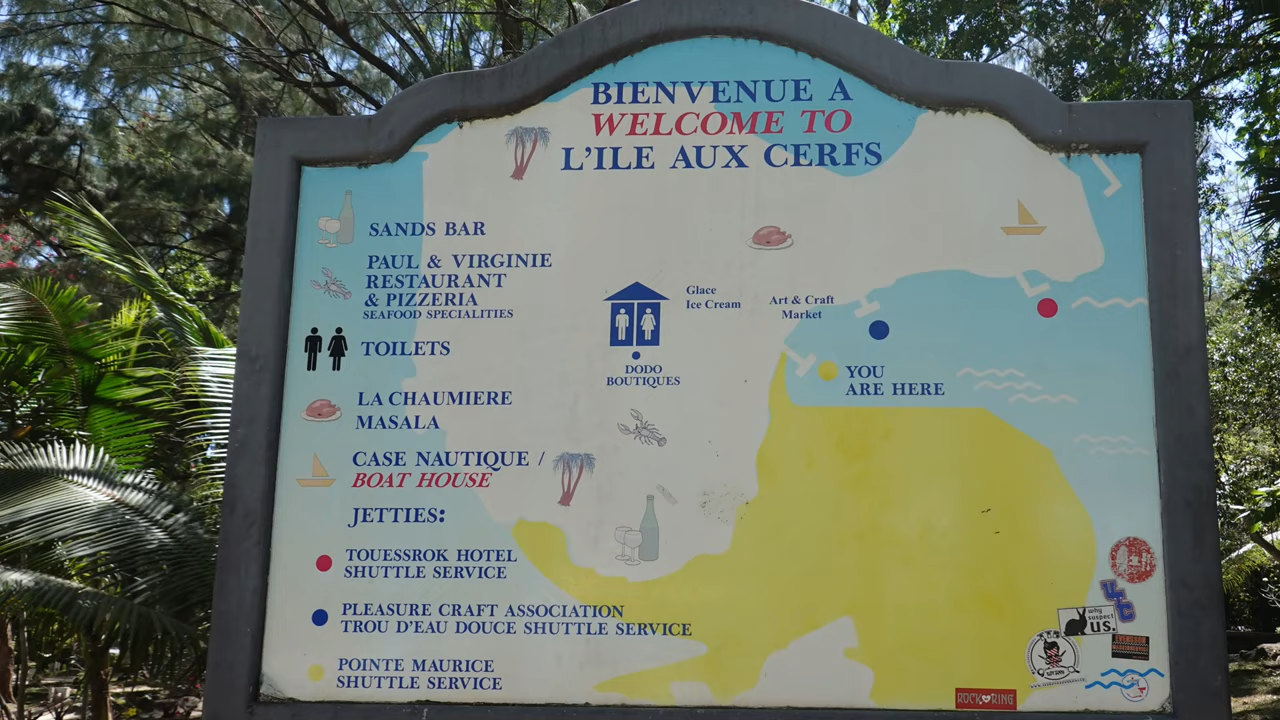 BIENVENUE A
WELCOME TO
L'ILE AUX CERFS
SANDS BAR
PAUL & VIRGINIE
RESTAURANT
& PIZZERIA
SEAFOOD SPECIALITIES
TOILETS
LA CHAUMIERE
MASALA
CASE NAUTIQUE /
BOAT HOUSE
JETTIES:
TOUESSROK HOTEL
SHUTTLE SERVICE
PLEASURE CRAFT ASSOCIATION
TROU D'EAU DOUCE SHUTTLE SERVICE
POINTE MAURICE
SHUTTLE SERVICE
Glace
Ice Cream
Art & Craft
Market
DODO
BOUTIQUES
YOU
ARE HERE
why
suspect
us.
ROCK RING